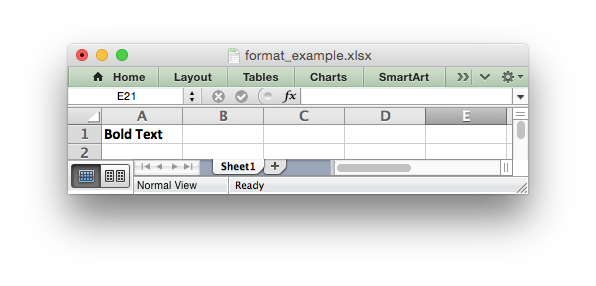 format_example.xlsx
Home Layout Tables Charts SmartArt
E21 fx
A B C D E
1 Bold Text
2
Sheet1 +
Normal View Ready